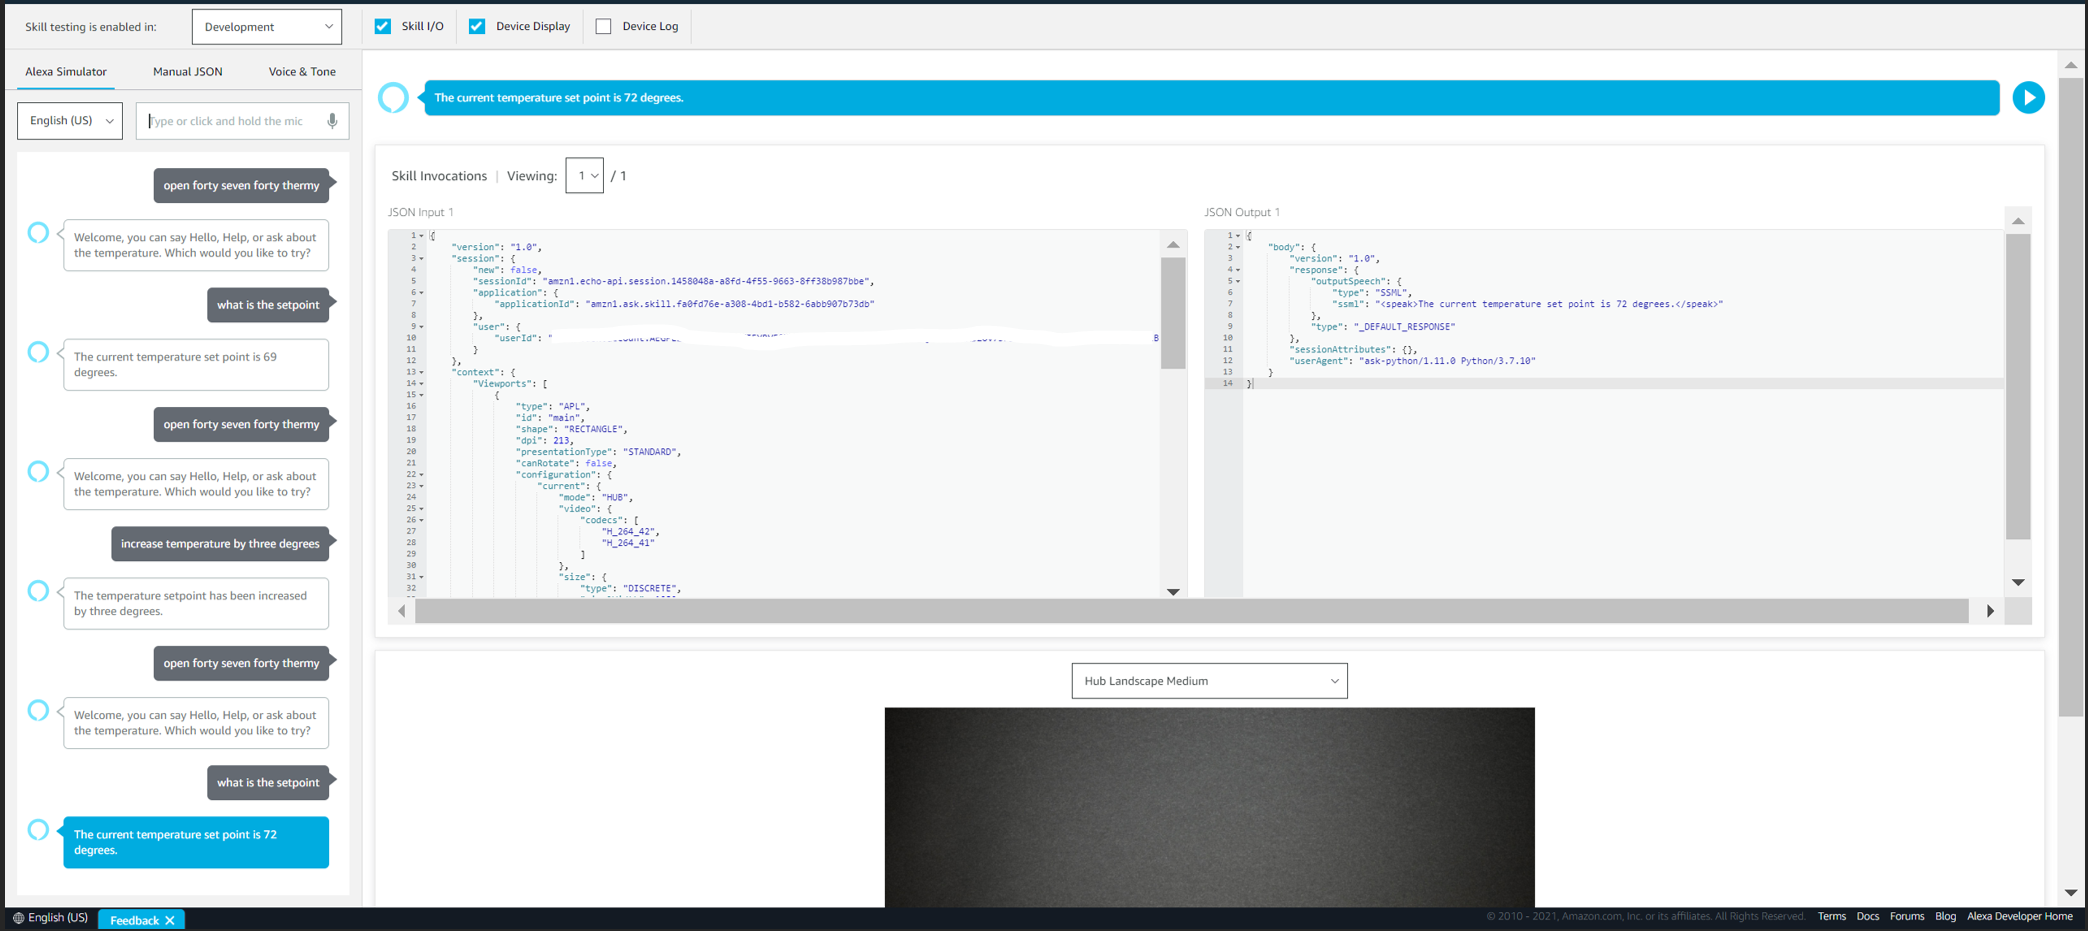 Skill testing is enabled in:
Development
Skill I/O
Device Display
Device Log
Alexa Simulator
Manual JSON
Voice & Tone
English (US)
Type or click and hold the mic
open forty seven forty thermy
Welcome, you can say Hello, Help, or ask about
the temperature. Which would you like to try?
what is the setpoint
The current temperature set point is 69
degrees.
open forty seven forty thermy
Welcome, you can say Hello, Help, or ask about
the temperature. Which would you like to try?
increase temperature by three degrees
The temperature setpoint has been increased
by three degrees.
open forty seven forty thermy
Welcome, you can say Hello, Help, or ask about
the temperature. Which would you like to try?
what is the setpoint
The current temperature set point is 72
degrees.
The current temperature set point is 72 degrees.
Skill Invocations | Viewing: 1 / 1
JSON Input 1
1 {
2 "version": "1.0",
3 "session": {
4 "new": false,
5 "sessionId": "amzn1.echo-api.session.1458048a-a8fd-4f55-9663-8ff38b987bbe",
6 "application": {
7 "applicationId": "amzn1.ask.skill.fa0fd76e-a308-4bd1-b582-6abb907b73db"
8 },
9 "user": {
10 "userId": "
11 }
12 },
13 "context": {
14 "Viewports": [
15 {
16 "type": "APL",
17 "id": "main",
18 "shape": "RECTANGLE",
19 "dpi": 213,
20 "presentationType": "STANDARD",
21 "canRotate": false,
22 "configuration": {
23 "current": {
24 "mode": "HUB",
25 "video": {
26 "codecs": [
27 "H_264_42",
28 "H_264_41"
29 ]
30 },
31 "size": {
32 "type": "DISCRETE",
JSON Output 1
1 {
2 "body": {
3 "version": "1.0",
4 "response": {
5 "outputSpeech": {
6 "type": "SSML",
7 "ssml": "<speak>The current temperature set point is 72 degrees.</speak>"
8 },
9 "type": "_DEFAULT_RESPONSE"
10 },
11 "sessionAttributes": {},
12 "userAgent": "ask-python/1.11.0 Python/3.7.10"
13 }
14 }
Hub Landscape Medium
English (US)
Feedback
© 2010 - 2021, Amazon.com, Inc. or its affiliates. All Rights Reserved.
Terms
Docs
Forums
Blog
Alexa Developer Home